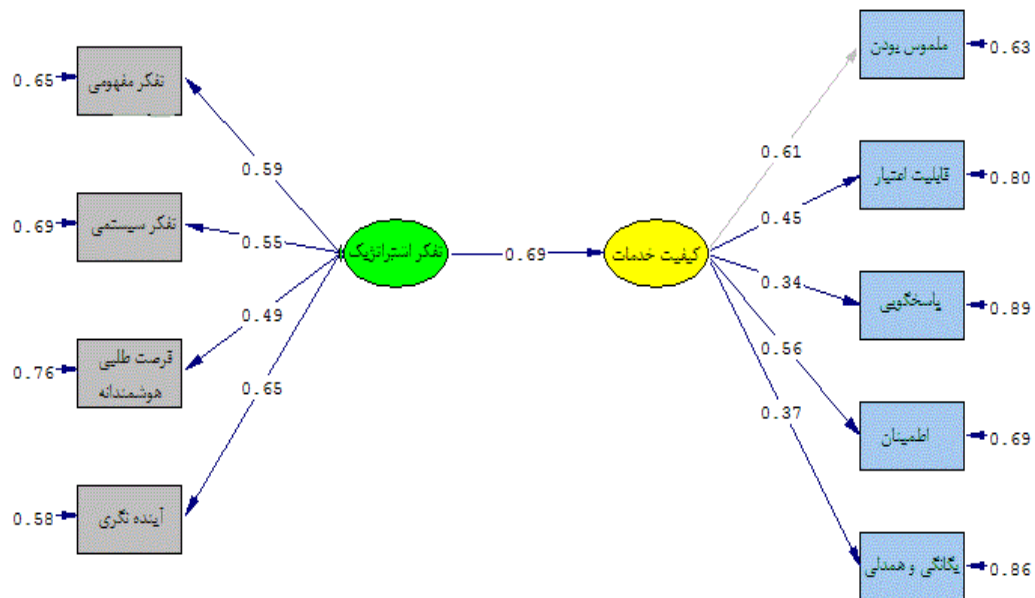 ملموس بودن
0.63
0.65
تفکر مفهومی
0.59
0.61
قابلیت اعتبار
0.80
0.45
0.69
تفکر سیستمی
0.55
تفکر استراتژیک
0.69
کیفیت خدمات
0.34
پاسخگویی
0.89
0.49
0.56
0.76
فرصت طلبی
هوشمندانه
0.65
0.37
اطمینان
0.69
0.58
آینده نگری
یگانگی و همدلی
0.86